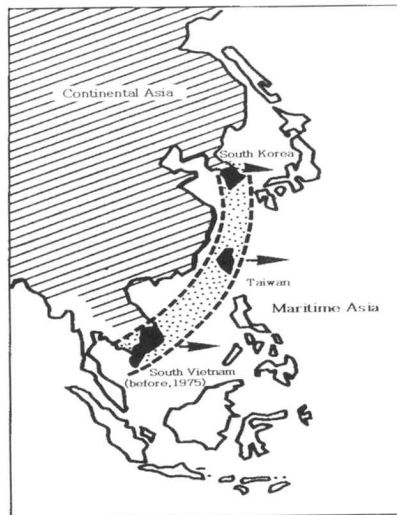 Continental Asia
South Korea
Taiwan
Maritime Asia
South Vietnam
(before,1975)